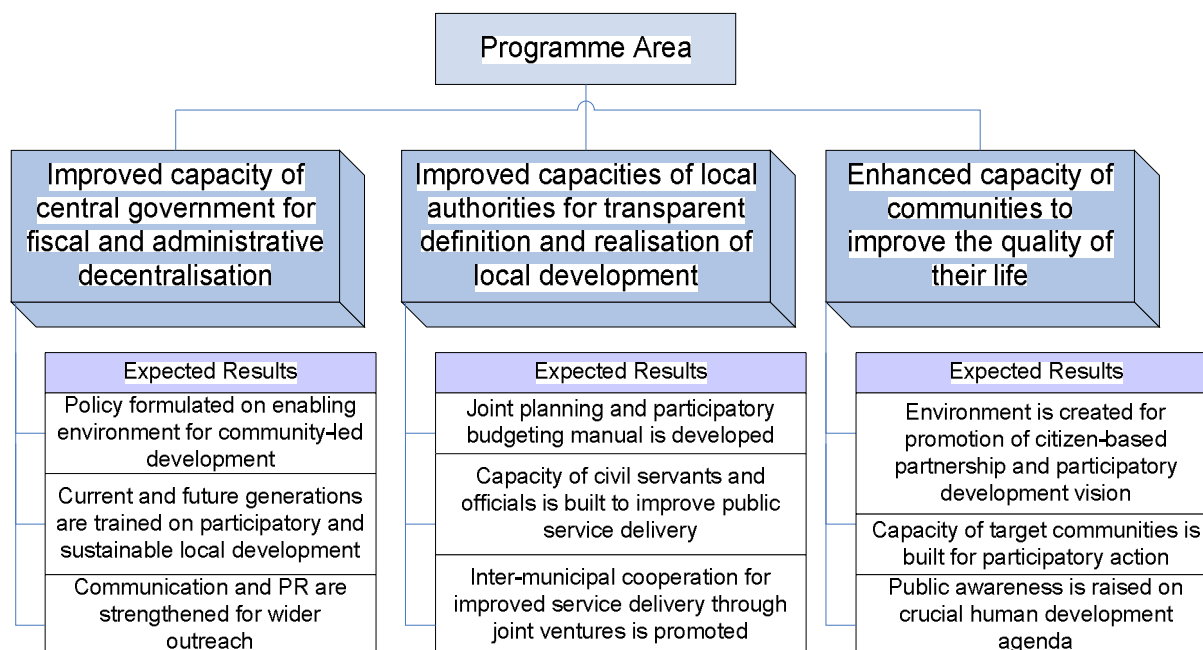 Programme Area
Improved capacity of
central government for
fiscal and administrative
decentralisation
Expected Results
Policy formulated on enabling
environment for community-led
development
Current and future generations
are trained on participatory and
sustainable local development
Communication and PR are
strengthened for wider
outreach
Improved capacities of local
authorities for transparent
definition and realisation of
local development
Expected Results
Joint planning and participatory
budgeting manual is developed
Capacity of civil servants and
officials is built to improve public
service delivery
Inter-municipal cooperation for
improved service delivery through
joint ventures is promoted
Enhanced capacity of
communities to
improve the quality of
their life
Expected Results
Environment is created for
promotion of citizen-based
partnership and participatory
development vision
Capacity of target communities is
built for participatory action
Public awareness is raised on
crucial human development
agenda